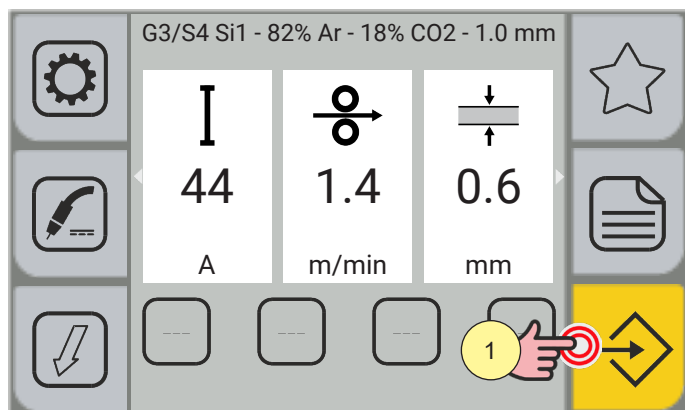 G3/S4 Si1 - 82% Ar - 18% CO2 - 1.0 mm
44 1.4 0.6
A m/min mm
--- --- ---
1